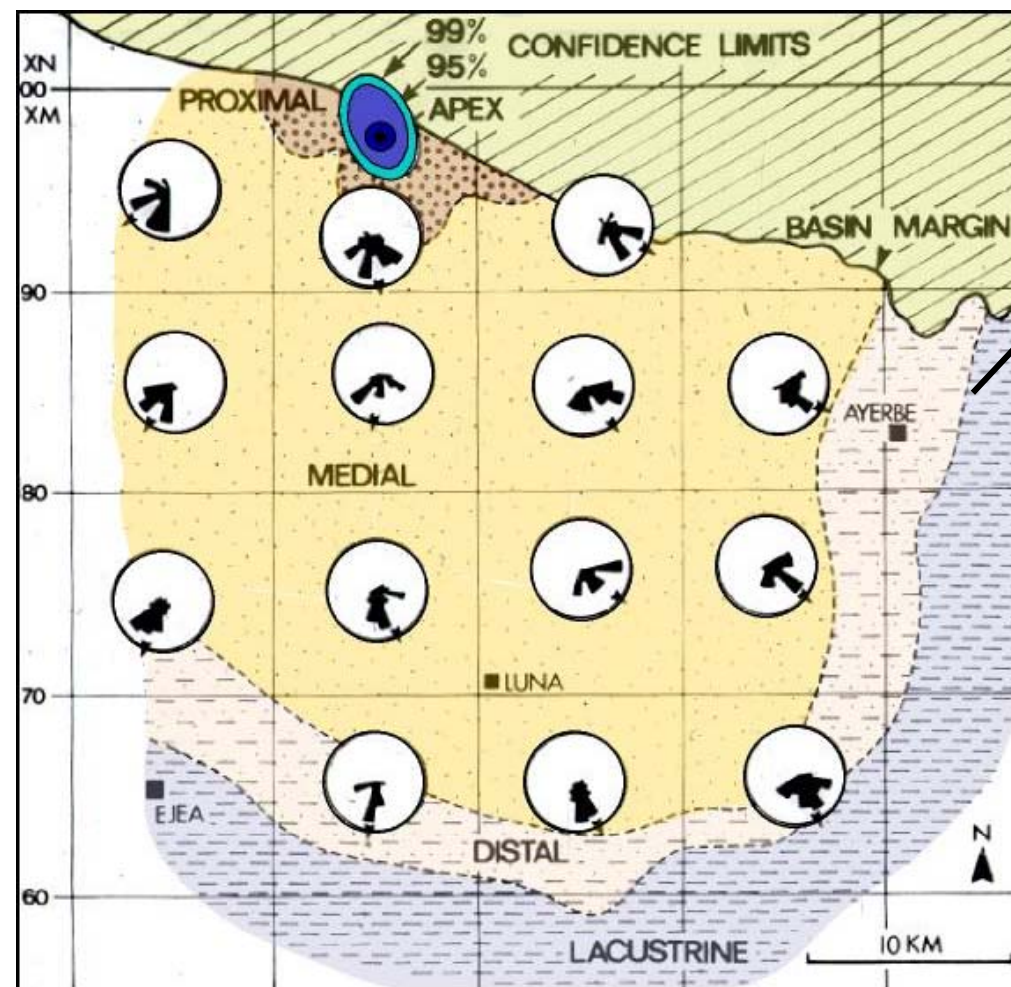 99%
CONFIDENCE LIMITS
95%
XN
00
XM
PROXIMAL
APEX
BASIN MARGIN
90
AYERBE
MEDIAL
80
LUNA
70
EJEA
DISTAL
N
60
LACUSTRINE
10 KM